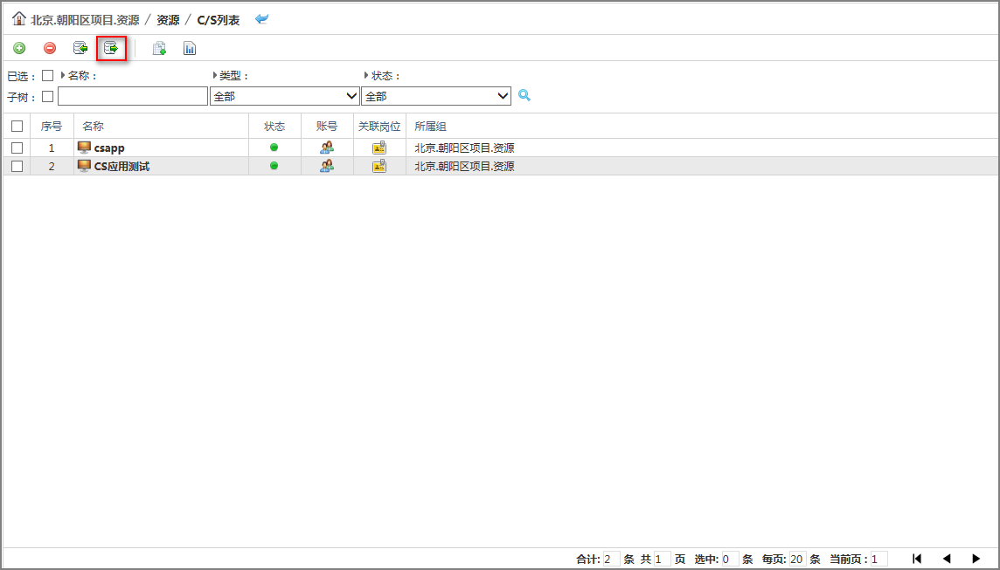 北京.朝阳区项目.资源 / 资源 / C/S列表
已选： 名称： 类型： 状态：
子树： 全部 全部
序号 名称 状态 账号 关联岗位 所属组
1 csapp 北京.朝阳区项目.资源
2 CS应用测试 北京.朝阳区项目.资源
合计: 2 条 共 1 页 选中: 0 条 每页: 20 条 当前页：1